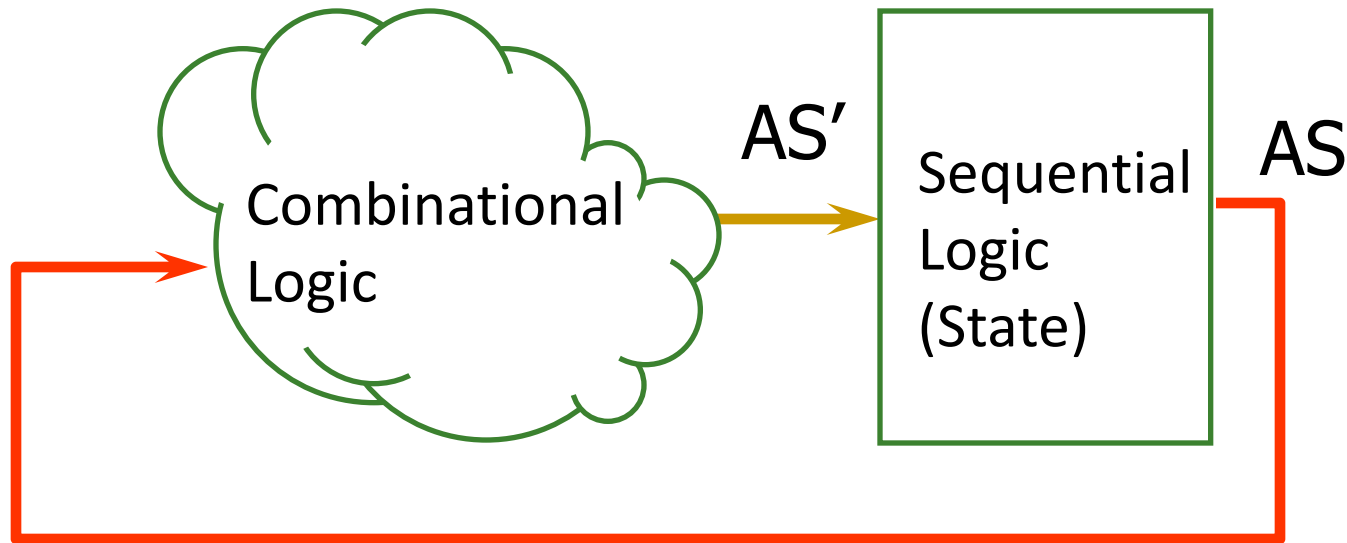 Combinational
Logic
AS′
Sequential
Logic
(State)
AS